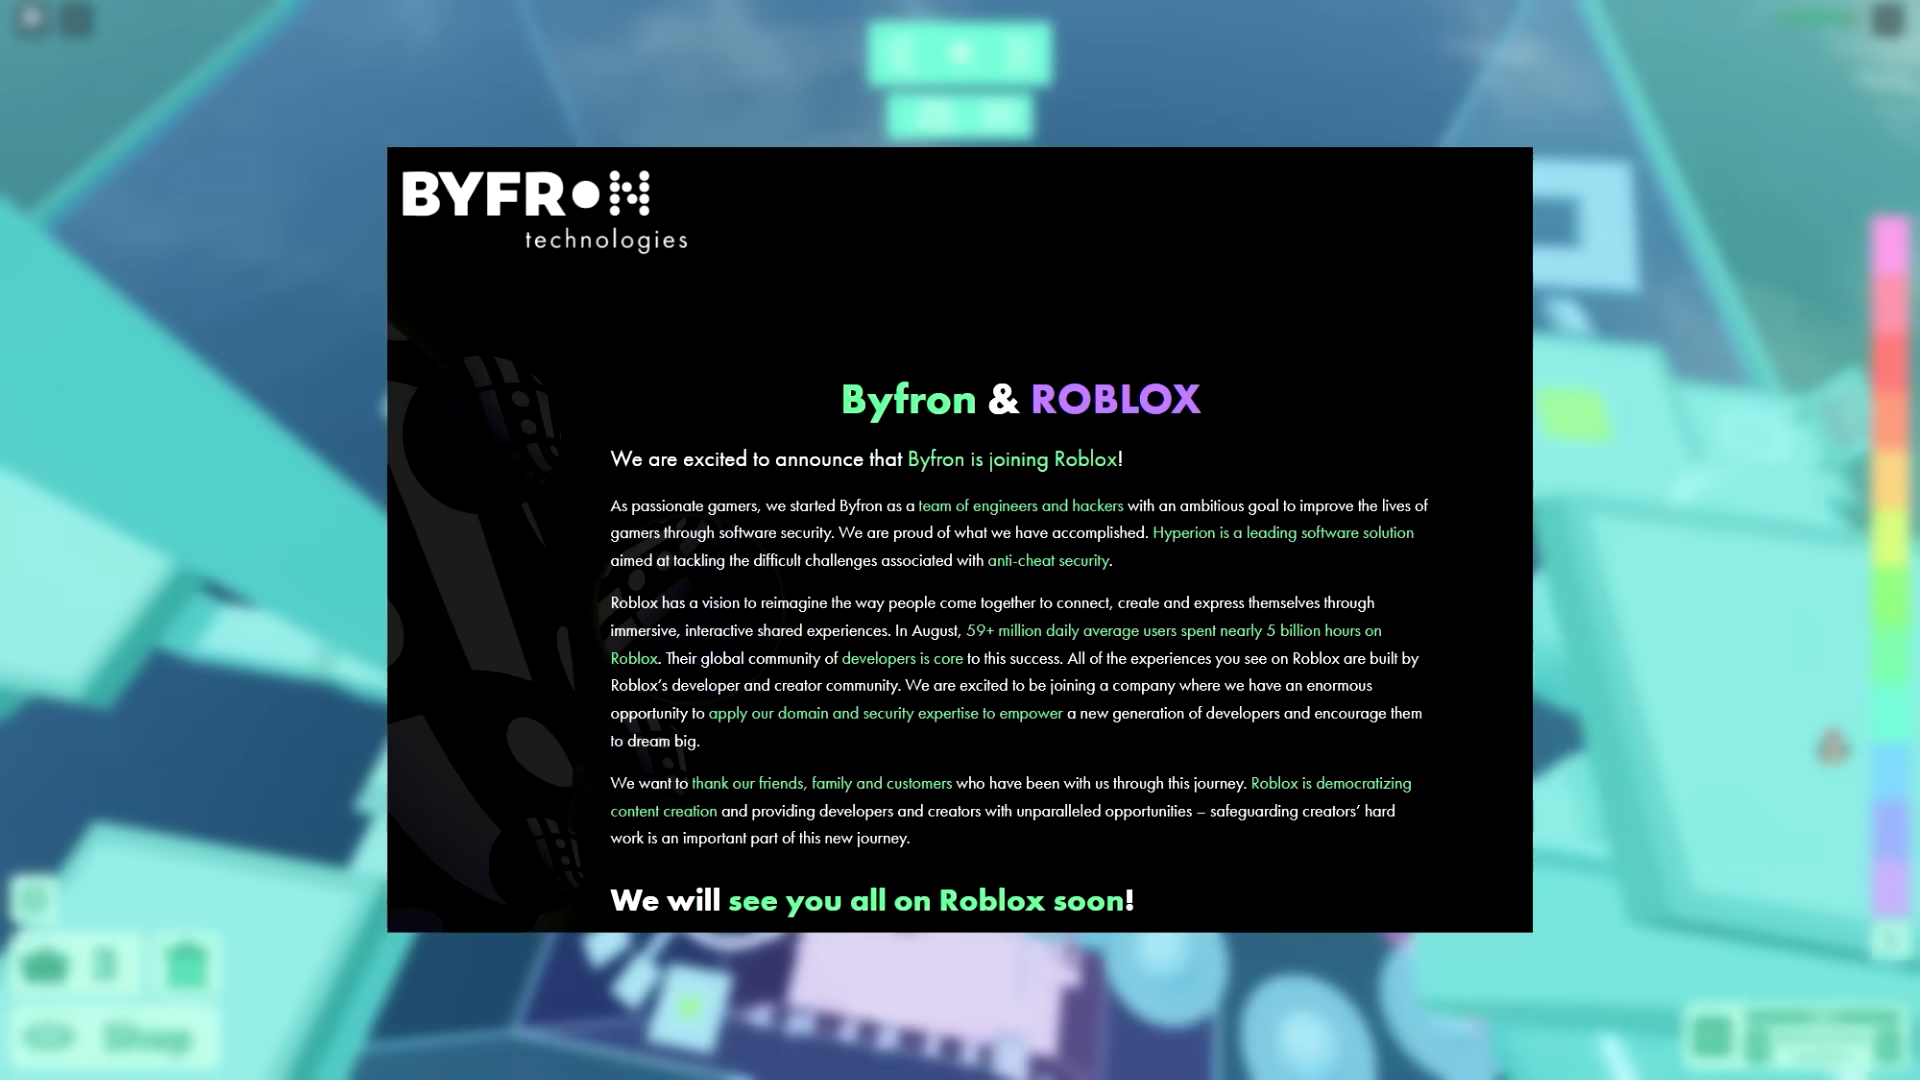 BYFRON
technologies
Byfron & ROBLOX
We are excited to announce that Byfron is joining Roblox!
As passionate gamers, we started Byfron as a team of engineers and hackers with an ambitious goal to improve the lives of
gamers through software security. We are proud of what we have accomplished. Hyperion is a leading software solution
aimed at tackling the difficult challenges associated with anti-cheat security.
Roblox has a vision to reimagine the way people come together to connect, create and express themselves through
immersive, interactive shared experiences. In August, 59+ million daily average users spent nearly 5 billion hours on
Roblox. Their global community of developers is core to this success. All of the experiences you see on Roblox are built by
Roblox’s developer and creator community. We are excited to be joining a company where we have an enormous
opportunity to apply our domain and security expertise to empower a new generation of developers and encourage them
to dream big.
We want to thank our friends, family and customers who have been with us through this journey. Roblox is democratizing
content creation and providing developers and creators with unparalleled opportunities – safeguarding creators’ hard
work is an important part of this new journey.
We will see you all on Roblox soon!
3
Shop